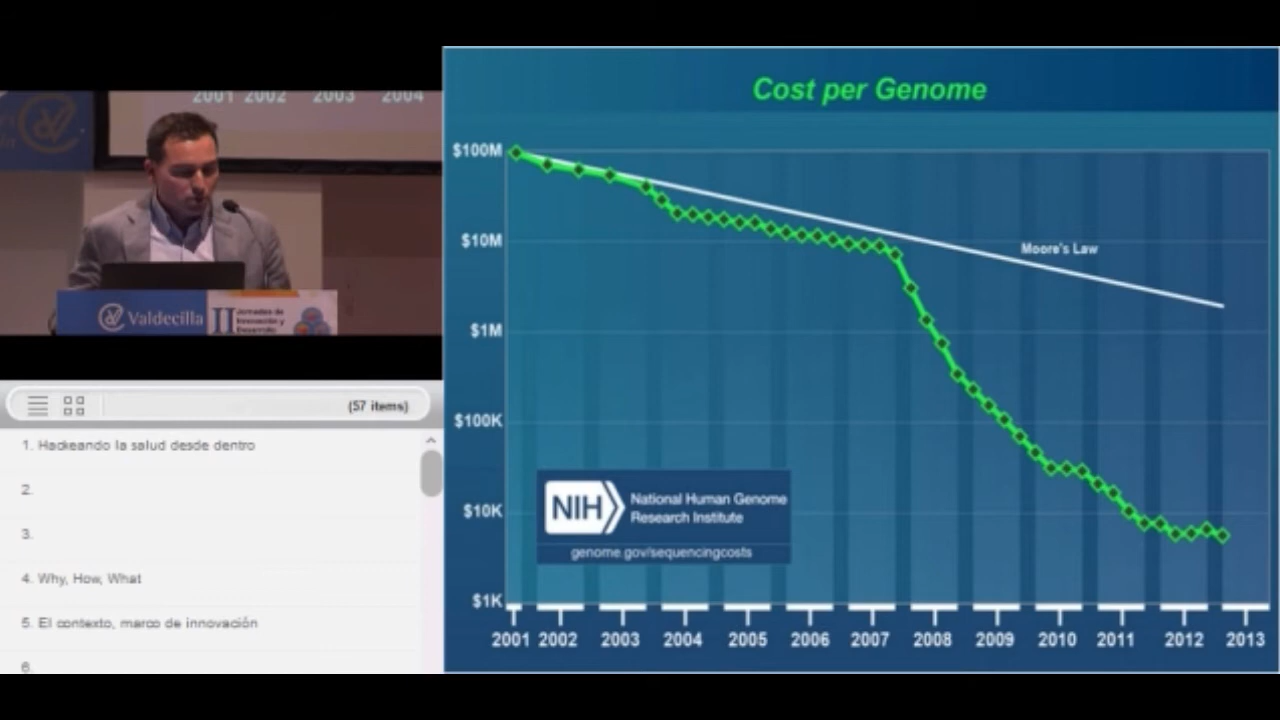 2001 2002 2003 2004
Valdecilla
II
Jornadas de
Innovación y
Desarrollo
(57 items)
1. Hackeando la salud desde dentro
2.
3.
4. Why, How, What
5. El contexto, marco de innovación
6.
Cost per Genome
$100M
$10M
$1M
$100K
$10K
$1K
Moore's Law
NIH
National Human Genome
Research Institute
genome.gov/sequencingcosts
2001 2002 2003 2004 2005 2006 2007 2008 2009 2010 2011 2012 2013